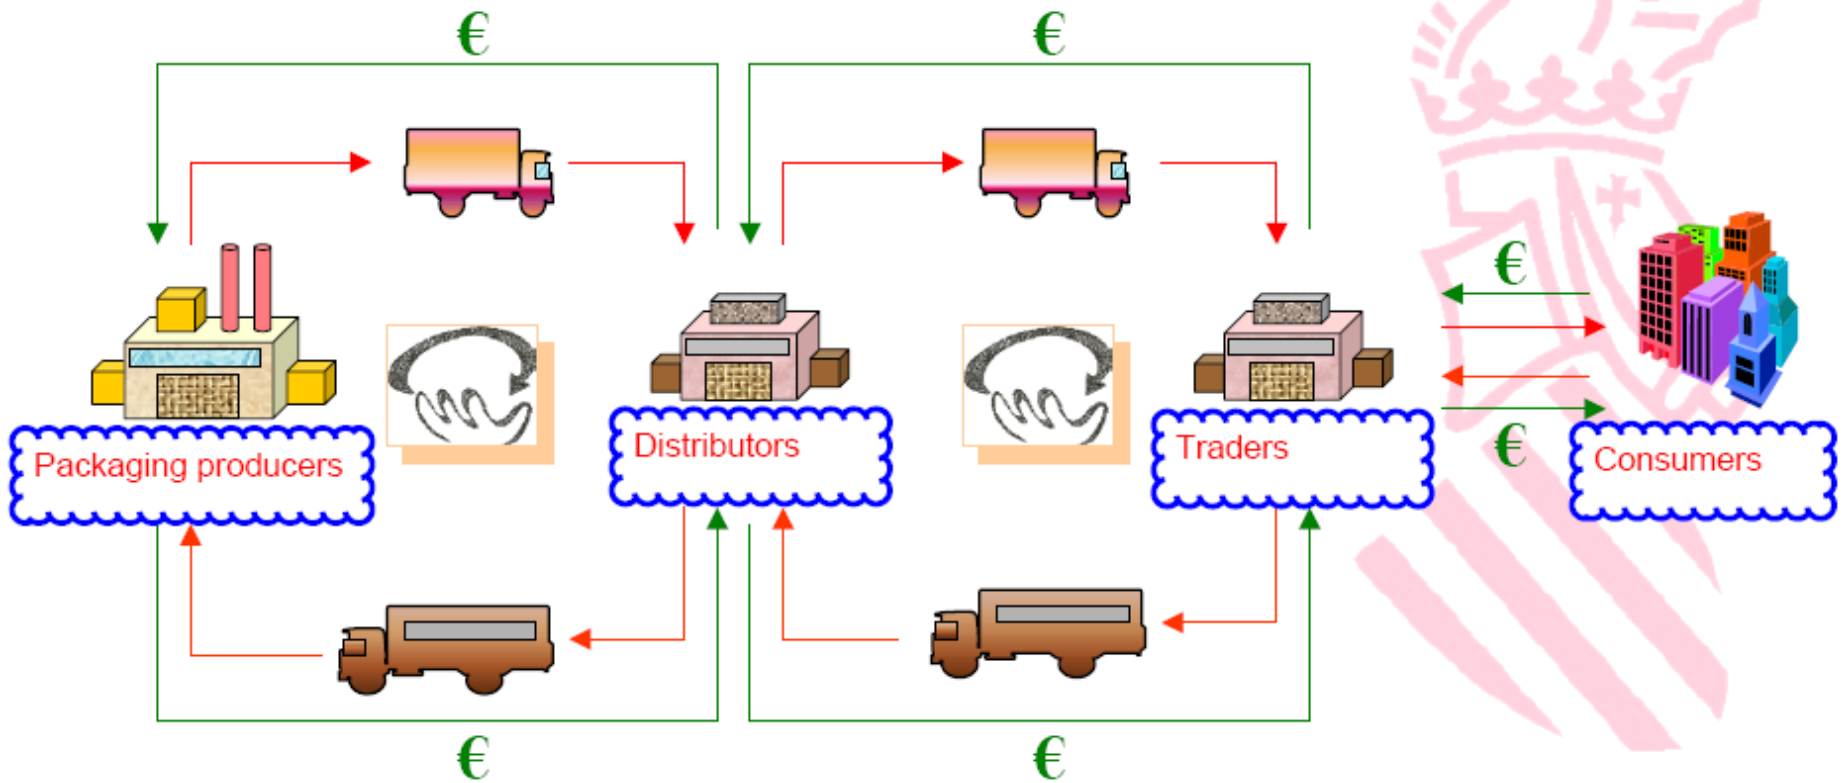 €
€
€
Packaging producers
Distributors
Traders
€
Consumers
€
€